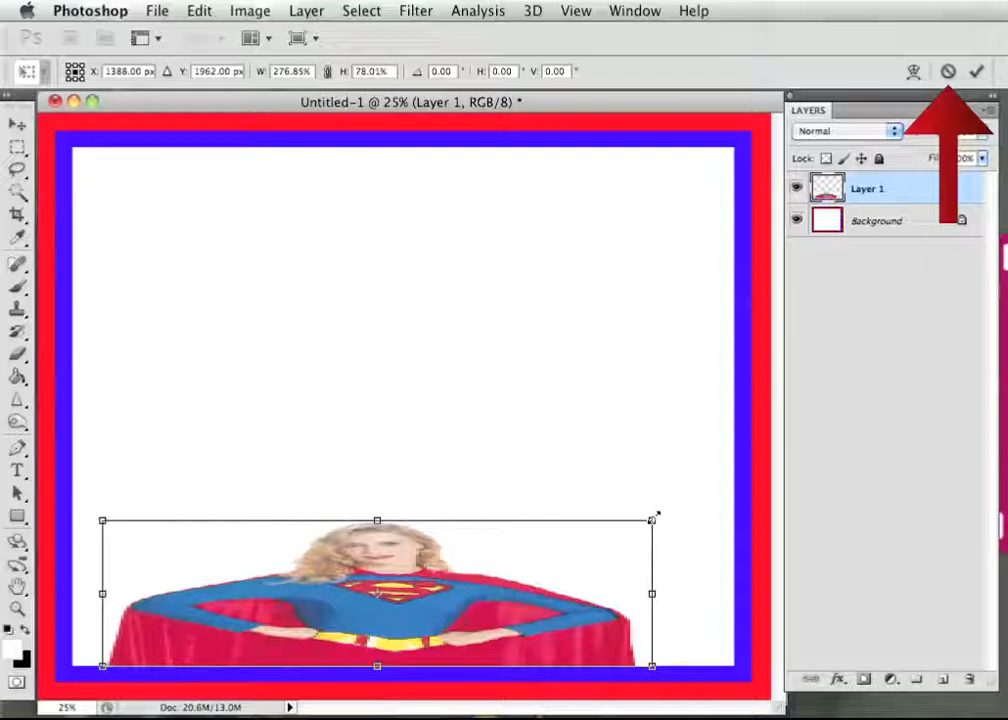 Photoshop File Edit Image Layer Select Filter Analysis 3D View Window Help
Ps
X: 1388.00 px Y: 1962.00 px W: 276.85% H: 78.01% 0.00 ° H: 0.00 ° V: 0.00 °
Untitled-1 @ 25% (Layer 1, RGB/8) *
LAYERS
Normal
Lock:
Layer 1
Background
T
S
fx
25% Doc: 20.6M/13.0M